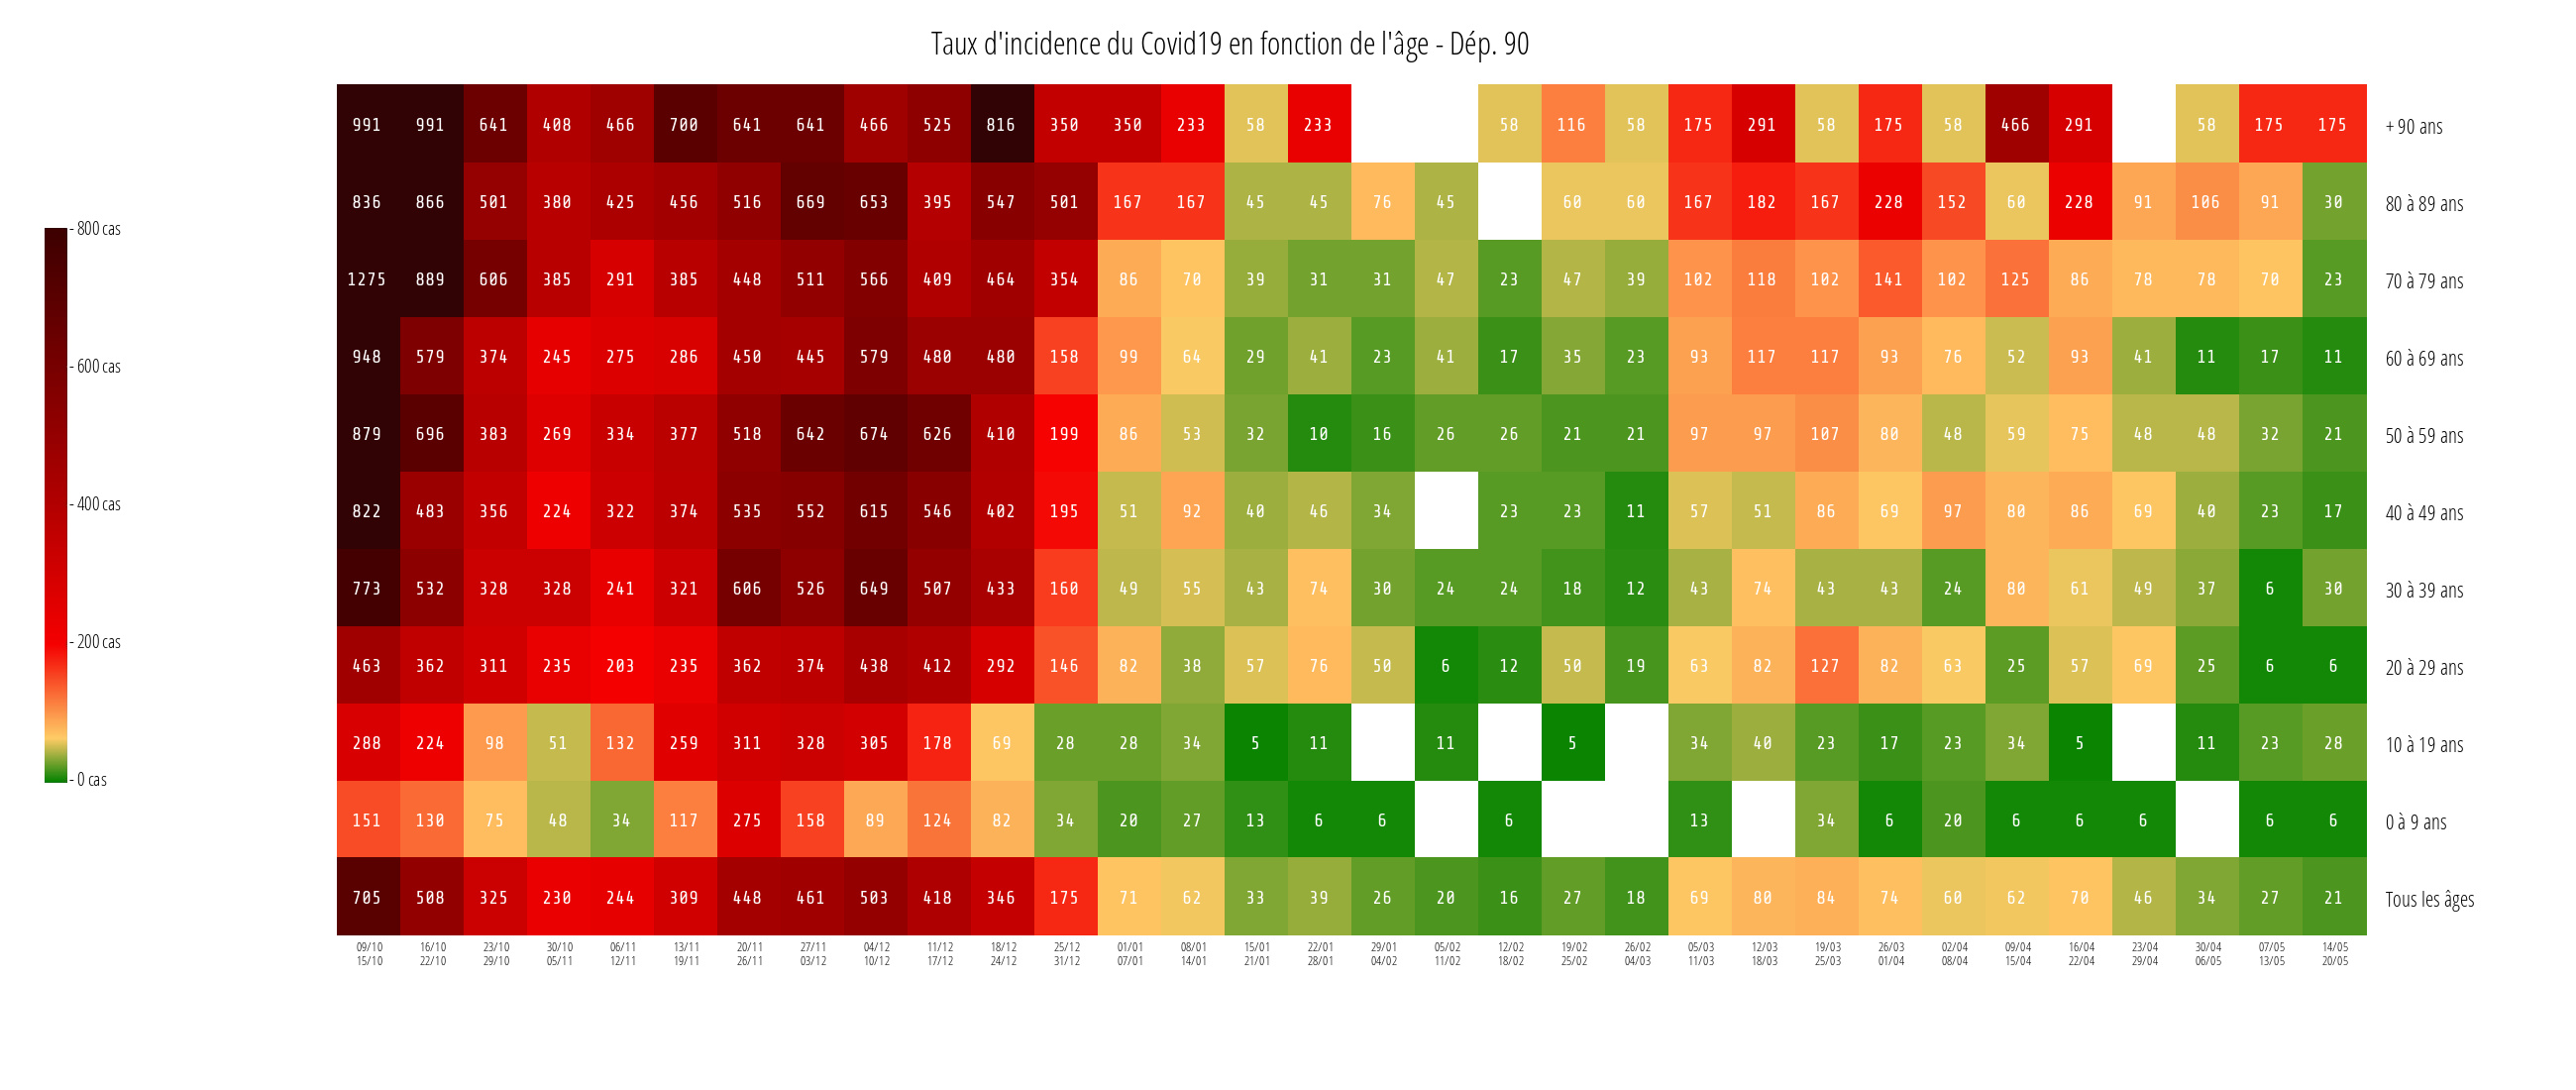 Taux d'incidence du Covid19 en fonction de l'âge - Dép. 90
991 991 641 408 466 700 641 641 466 525 816 350 350 233 58 233 58 116 58 175 291 58 175 58 466 291 58 175 175 + 90 ans
836 866 501 380 425 456 516 669 653 395 547 501 167 167 45 45 76 45 60 60 167 182 167 228 152 60 228 91 106 91 30 80 à 89 ans
- 800 cas
1275 889 606 385 291 385 448 511 566 409 464 354 86 70 39 31 31 47 23 47 39 102 118 102 141 102 125 86 78 78 70 23 70 à 79 ans
948 579 374 245 275 286 450 445 579 480 480 158 99 64 29 41 23 41 17 35 23 93 117 117 93 76 52 93 41 11 17 11 60 à 69 ans
- 600 cas
879 696 383 269 334 377 518 642 674 626 410 199 86 53 32 10 16 26 26 21 21 97 97 107 80 48 59 75 48 48 32 21 50 à 59 ans
- 400 cas
822 483 356 224 322 374 535 552 615 546 402 195 51 92 40 46 34 23 23 11 57 51 86 69 97 80 86 69 40 23 17 40 à 49 ans
773 532 328 328 241 321 606 526 649 507 433 160 49 55 43 74 30 24 24 18 12 43 74 43 43 24 80 61 49 37 6 30 30 à 39 ans
- 200 cas
463 362 311 235 203 235 362 374 438 412 292 146 82 38 57 76 50 6 12 50 19 63 82 127 82 63 25 57 69 25 6 6 20 à 29 ans
288 224 98 51 132 259 311 328 305 178 69 28 28 34 5 11 11 5 34 40 23 17 23 34 5 11 23 28 10 à 19 ans
- 0 cas
151 130 75 48 34 117 275 158 89 124 82 34 20 27 13 6 6 6 13 34 6 20 6 6 6 6 6 0 à 9 ans
705 508 325 230 244 309 448 461 503 418 346 175 71 62 33 39 26 20 16 27 18 69 80 84 74 60 62 70 46 34 27 21 Tous les âges
09/10 16/10 23/10 30/10 06/11 13/11 20/11 27/11 04/12 11/12 18/12 25/12 01/01 08/01 15/01 22/01 29/01 05/02 12/02 19/02 26/02 05/03 12/03 19/03 26/03 02/04 09/04 16/04 23/04 30/04 07/05 14/05
15/10 22/10 29/10 05/11 12/11 19/11 26/11 03/12 10/12 17/12 24/12 31/12 07/01 14/01 21/01 28/01 04/02 11/02 18/02 25/02 04/03 11/03 18/03 25/03 01/04 08/04 15/04 22/04 29/04 06/05 13/05 20/05